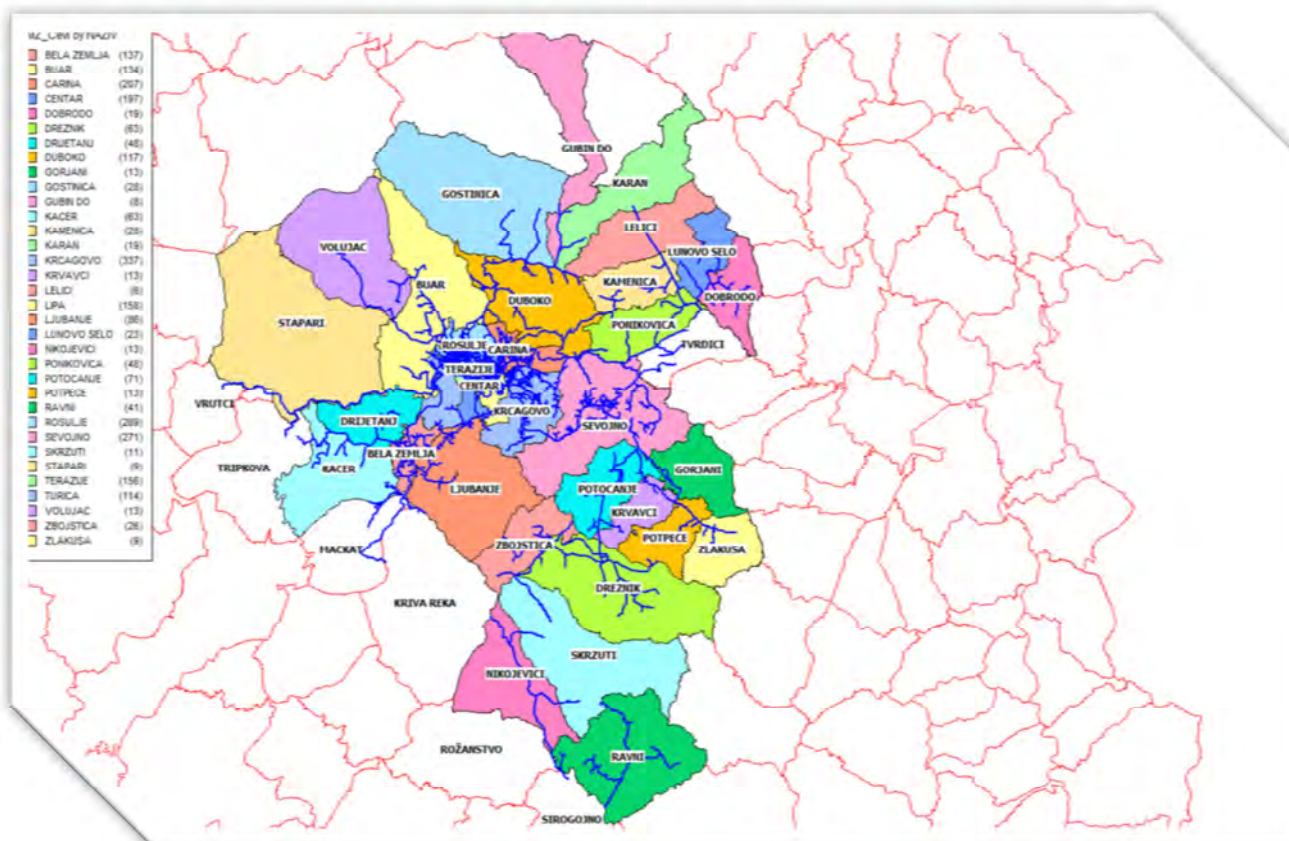 BELA ZEMLJA (137)
BIJAR (134)
CARINA (207)
CENTAR (197)
DOBRODO (19)
DREZNIK (63)
DRIJETANJ (48)
DUBOKO (117)
GORJANI (13)
GOSTINICA (28)
GUBIN DO (8)
KACER (63)
KAMENICA (28)
KARAN (19)
KRCAGOVO (337)
KRVAVCI (13)
LELICI (6)
LIPA (158)
LJUBANJE (86)
LUNOVO SELO (23)
NIKOJEVICI (13)
PONIKOVICA (48)
POTOCANJE (71)
POTPECE (13)
RAVNI (41)
ROSULJE (289)
SEVOJNO (271)
SKRZUTI (11)
STAPARI (9)
TERAZIJE (156)
TURICA (114)
VOLUJAC (13)
ZBOJSTICA (26)
ZLAKUSA (9)
GUBIN DO
KARAN
GOSTINICA
LELICI
VOLUJAC
LUNOVO SELO
BIJAR
KAMENICA
DUBOKO
DOBRODO
STAPARI
PONIKOVICA
ROSULJE
CARINA
TVRDICI
TERAZIJE
CENTAR
VRUTCI
KRCAGOVO
DRIJETANJ
SEVOJNO
BELA ZEMLJA
TRIPKOVA
KACER
GORJANI
LJUBANJE
POTOCANJE
KRVAVCI
POTPECE
MACKAT
ZBOJSTICA
ZLAKUSA
DREZNIK
KRIVA REKA
SKRZUTI
NIKOJEVICI
ROŽANSTVO
RAVNI
SIROGOJNO